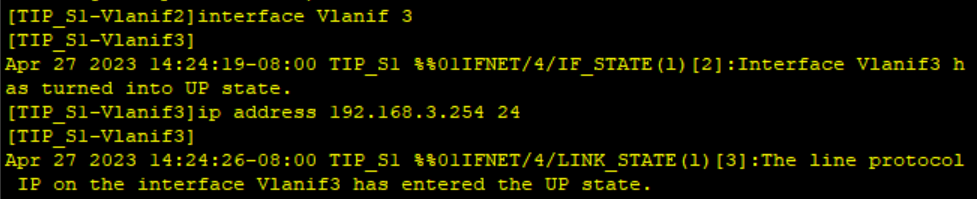 [TIP_S1-Vlanif2]interface Vlanif 3
[TIP_S1-Vlanif3]
Apr 27 2023 14:24:19-08:00 TIP_S1 %%01IFNET/4/IF_STATE(l)[2]:Interface Vlanif3 h
as turned into UP state.
[TIP_S1-Vlanif3]ip address 192.168.3.254 24
[TIP_S1-Vlanif3]
Apr 27 2023 14:24:26-08:00 TIP_S1 %%01IFNET/4/LINK_STATE(l)[3]:The line protocol
 IP on the interface Vlanif3 has entered the UP state.